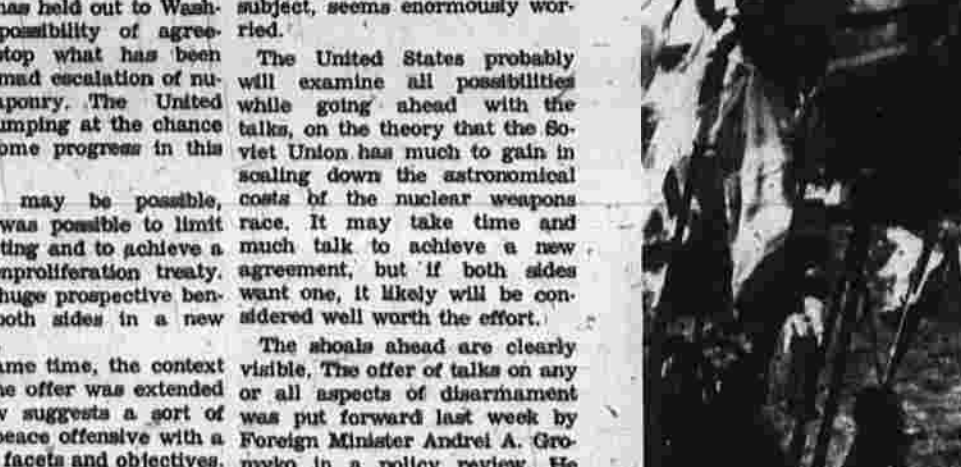 has held out to Wash-
possibility of agree-
stop what has been
mad escalation of nu-
aponry. The United
umping at the chance
ome progress in this
may be possible,
was possible to limit
ting and to achieve a
nproliferation treaty.
huge prospective ben-
both sides in a new
ame time, the context
he offer was extended
y suggests a sort of
peace offensive with a
facets and objectives.
subject, seems enormously wor-
ried.
The United States probably
will examine all possibilities
while going ahead with the
talks, on the theory that the So-
viet Union has much to gain in
scaling down the astronomical
costs of the nuclear weapons
race. It may take time and
much talk to achieve a new
agreement, but if both sides
want one, it likely will be con-
sidered well worth the effort.
The shoals ahead are clearly
visible. The offer of talks on any
or all aspects of disarmament
was put forward last week by
Foreign Minister Andrei A. Gro-
myko in a policy review. He